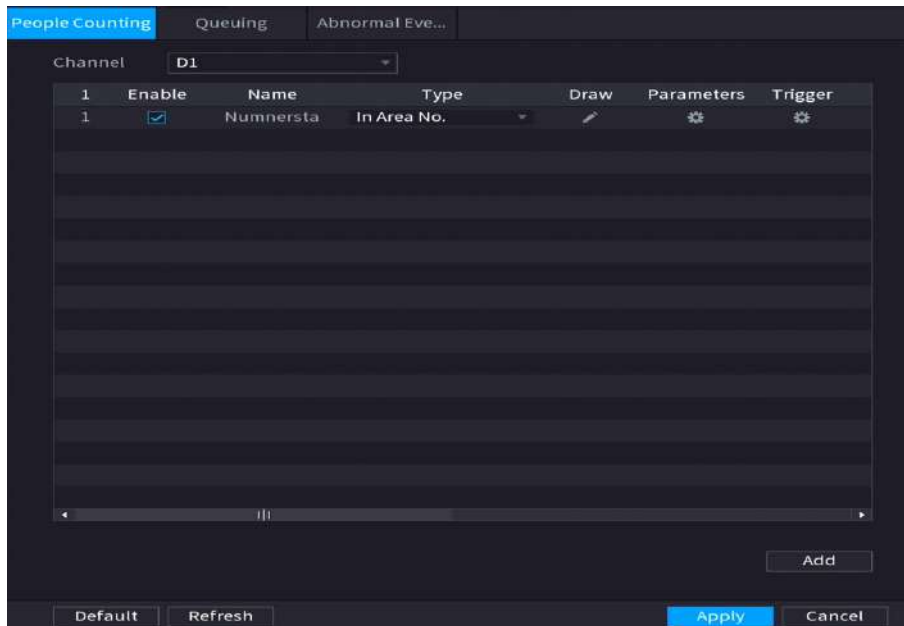 People Counting Queuing Abnormal Eve...
Channel D1
1 Enable Name Type Draw Parameters Trigger
1 Numnersta In Area No.
Add
Default Refresh Apply Cancel